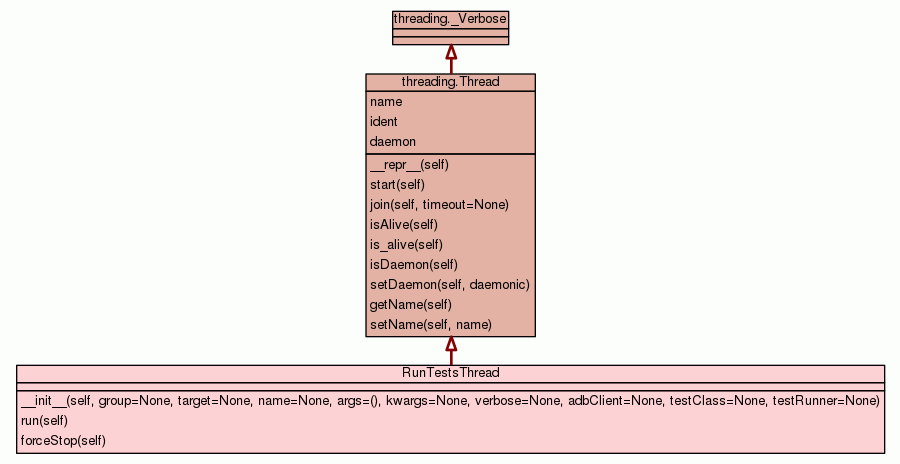 threading._Verbose
threading.Thread
name
ident
daemon
__repr__(self)
start(self)
join(self, timeout=None)
isAlive(self)
is_alive(self)
isDaemon(self)
setDaemon(self, daemonic)
getName(self)
setName(self, name)
RunTestsThread
__init__(self, group=None, target=None, name=None, args=(), kwargs=None, verbose=None, adbClient=None, testClass=None, testRunner=None)
run(self)
forceStop(self)